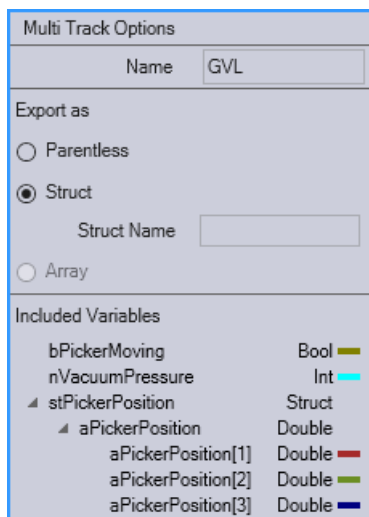 Multi Track Options
Name GVL
Export as
Parentless
Struct
Struct Name
Array
Included Variables
bPickerMoving Bool
nVacuumPressure Int
stPickerPosition Struct
aPickerPosition Double
aPickerPosition[1] Double
aPickerPosition[2] Double
aPickerPosition[3] Double